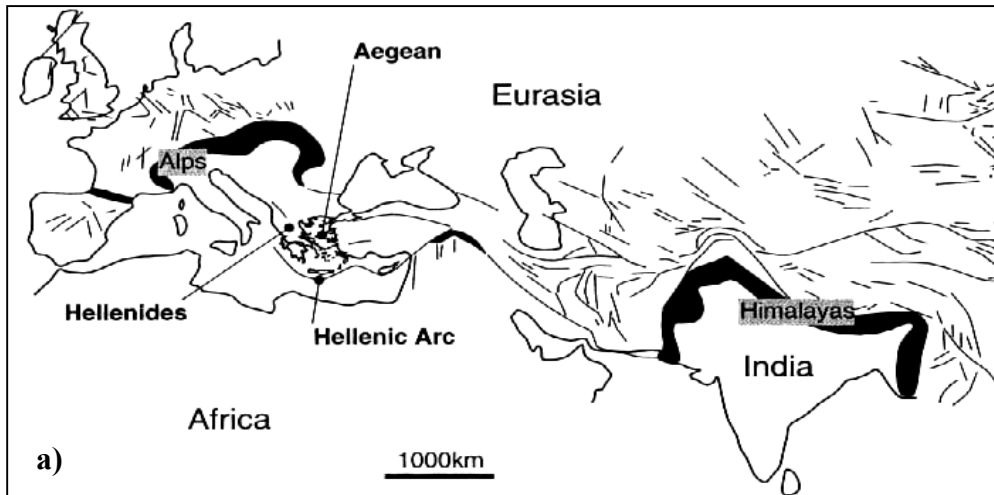 Aegean
Eurasia
Alps
Hellenides
Hellenic Arc
Himalayas
India
Africa
a)
1000km